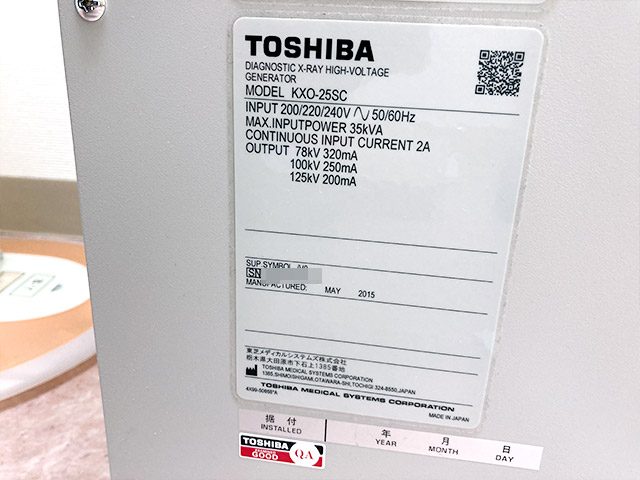 TOSHIBA
DIAGNOSTIC X-RAY HIGH-VOLTAGE
GENERATOR
MODEL KXO-25SC
INPUT 200/220/240V 50/60Hz
MAX.INPUTPOWER 35kVA
CONTINUOUS INPUT CURRENT 2A
OUTPUT 78kV 320mA
100kV 250mA
125kV 200mA
SUP.SYMBOL
SN
MANUFACTURED: MAY 2015
東芝メディカルシステムズ株式会社
栃木県大田原市下石上1385番地
TOSHIBA MEDICAL SYSTEMS CORPORATION
1385,SHIMOISHIGAMI,OTAWARA-SHI,TOCHIGI 324-8550,JAPAN
TOSHIBA MEDICAL SYSTEMS CORPORATION
MADE IN JAPAN
据付 年 月 日
INSTALLED YEAR MONTH DAY
TOSHIBA
GOOD QA